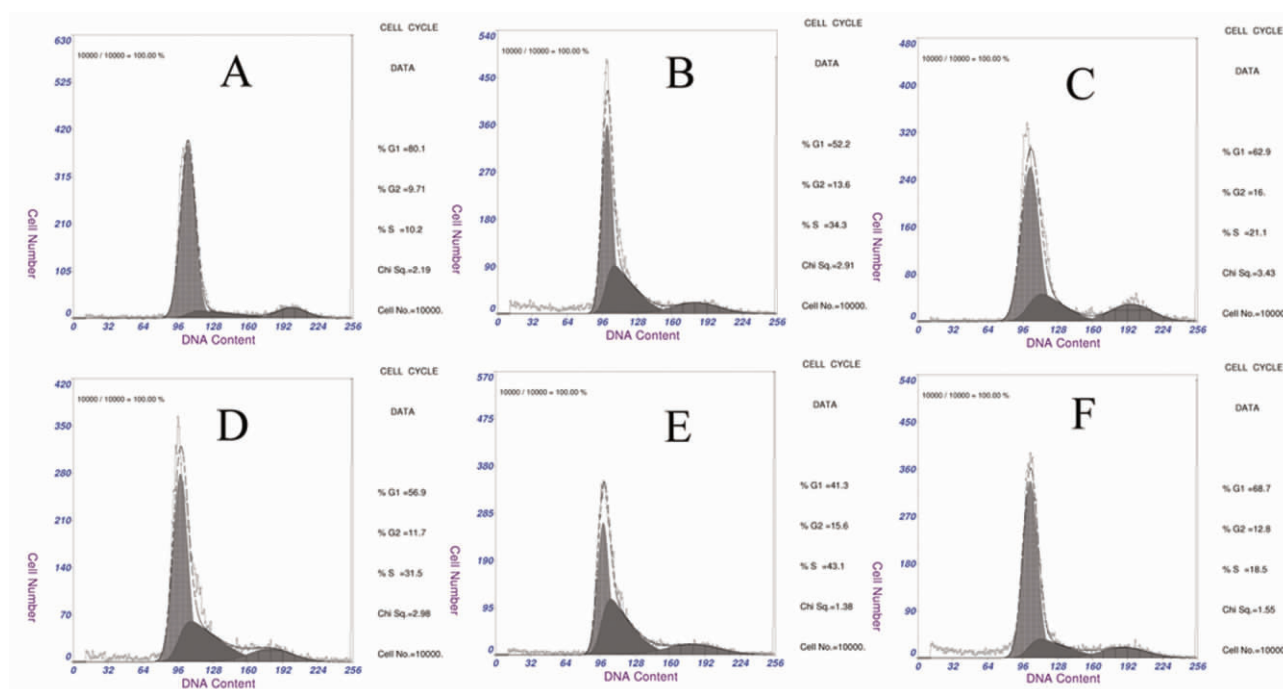 CELL CYCLE
DATA
10000 / 10000 = 100.00 %
A
% G1 =80.1
% G2 =9.71
% S =10.2
Chi Sq.=2.19
Cell No.=10000.
630
525
420
315
210
105
0
Cell Number
0 32 64 96 128 160 192 224 256
DNA Content
CELL CYCLE
DATA
10000 / 10000 = 100.00 %
B
% G1 =52.2
% G2 =13.6
% S =34.3
Chi Sq.=2.91
Cell No.=10000.
540
450
360
270
180
90
0
Cell Number
0 32 64 96 128 160 192 224 256
DNA Content
CELL CYCLE
DATA
10000 / 10000 = 100.00 %
C
% G1 =62.9
% G2 =16.
% S =21.1
Chi Sq.=3.43
Cell No.=10000
480
400
320
240
160
80
0
Cell Number
0 32 64 96 128 160 192 224 256
DNA Content
CELL CYCLE
DATA
10000 / 10000 = 100.00 %
D
% G1 =56.9
% G2 =11.7
% S =31.5
Chi Sq.=2.98
Cell No.=10000.
420
350
280
210
140
70
0
Cell Number
0 32 64 96 128 160 192 224 256
DNA Content
CELL CYCLE
DATA
10000 / 10000 = 100.00 %
E
% G1 =41.3
% G2 =15.6
% S =43.1
Chi Sq.=1.38
Cell No.=10000.
570
475
380
285
190
95
0
Cell Number
0 32 64 96 128 160 192 224 256
DNA Content
CELL CYCLE
DATA
10000 / 10000 = 100.00 %
F
% G1 =68.7
% G2 =12.8
% S =18.5
Chi Sq.=1.55
Cell No.=10000.
540
450
360
270
180
90
0
Cell Number
0 32 64 96 128 160 192 224 256
DNA Content